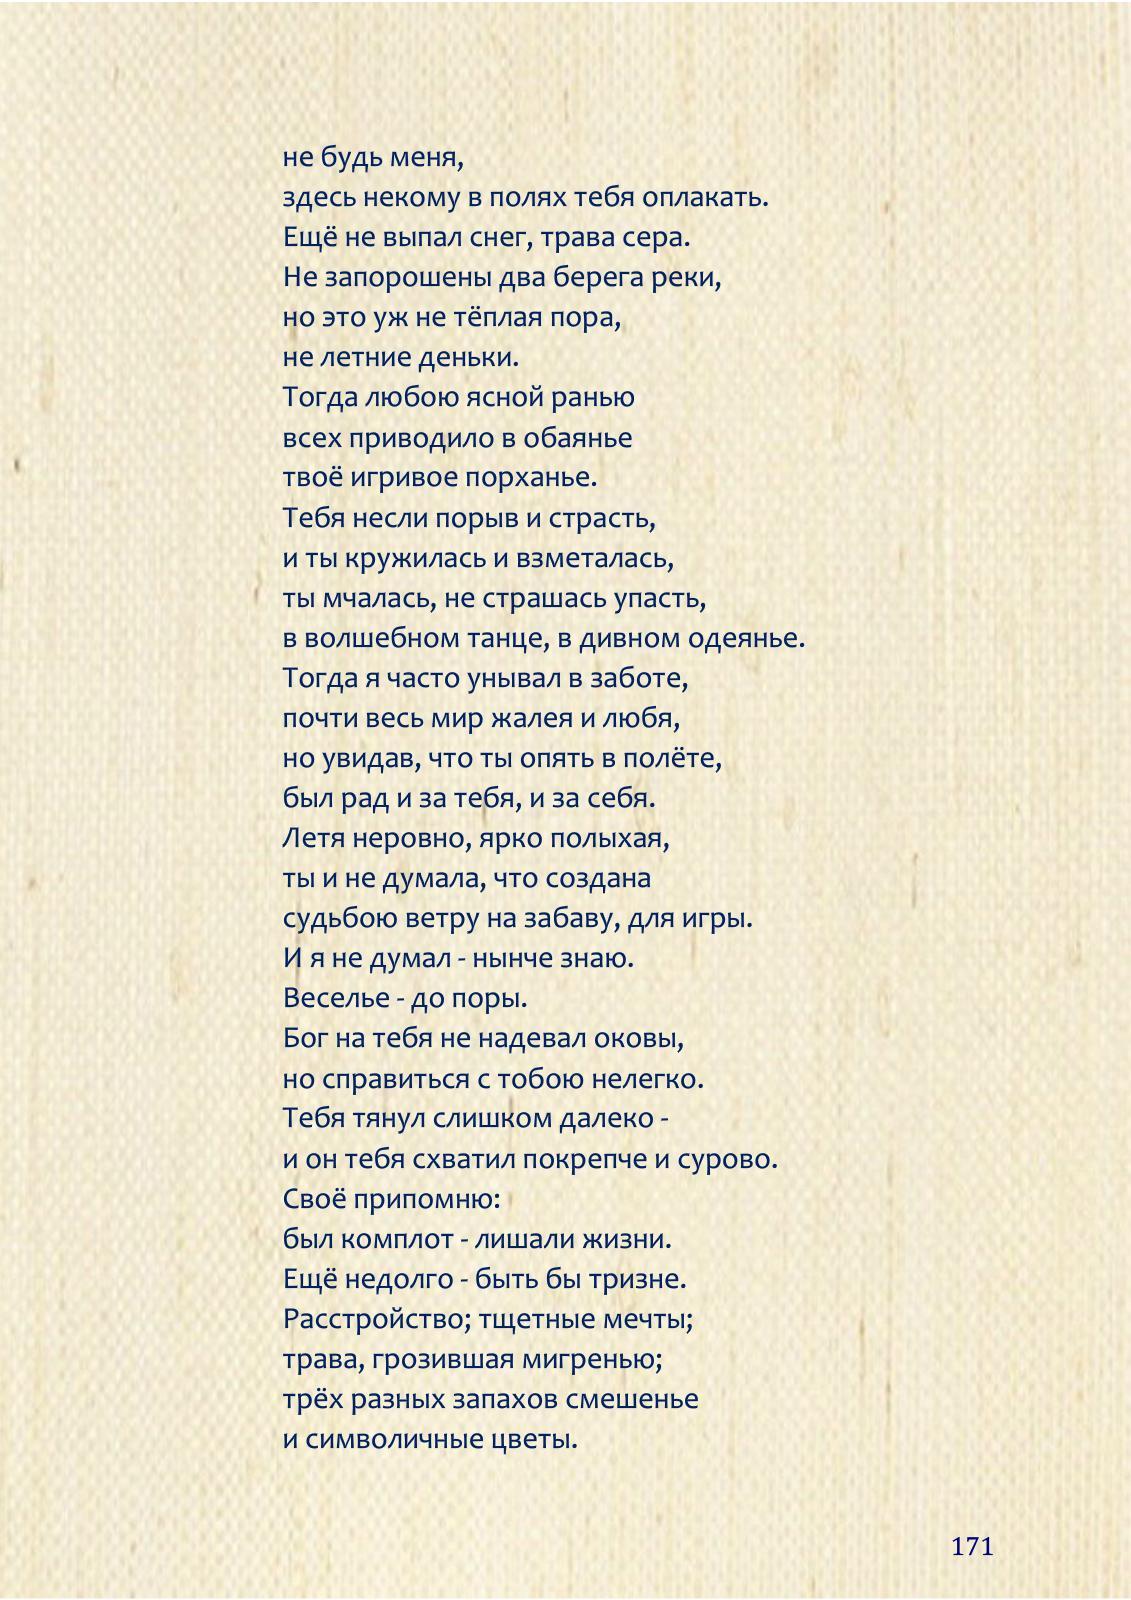 не будь меня,
здесь некому в полях тебя оплакать.
Ещё не выпал снег, трава сера.
Не запорошены два берега реки,
но это уж не тёплая пора,
не летние деньки.
Тогда любою ясной ранью
всех приводило в обаянье
твоё игривое порханье.
Тебя несли порыв и страсть,
и ты кружилась и взметалась,
ты мчалась, не страшась упасть,
в волшебном танце, в дивном одеянье.
Тогда я часто унывал в заботе,
почти весь мир жалея и любя,
но увидав, что ты опять в полёте,
был рад и за тебя, и за себя.
Летя неровно, ярко полыхая,
ты и не думала, что создана
судьбою ветру на забаву, для игры.
И я не думал - нынче знаю.
Веселье - до поры.
Бог на тебя не надевал оковы,
но справиться с тобою нелегко.
Тебя тянул слишком далеко -
и он тебя схватил покрепче и сурово.
Своё припомню:
был комплот - лишали жизни.
Ещё недолго - быть бы тризне.
Расстройство; тщетные мечты;
трава, грозившая мигренью;
трёх разных запахов смешенье
и символичные цветы.
171